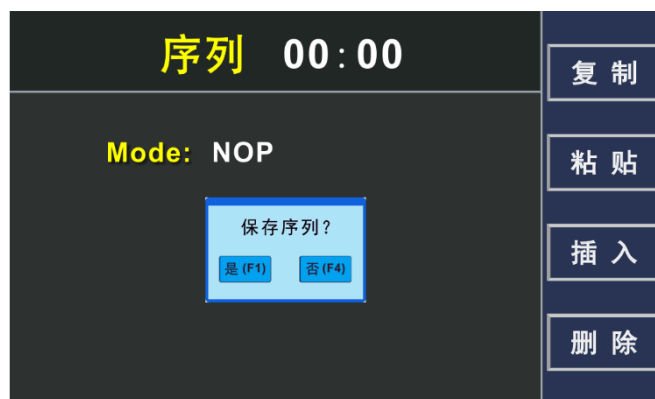 序列 00:00
Mode: NOP
保存序列?
是(F1) 否(F4)
复制
粘贴
插入
删除